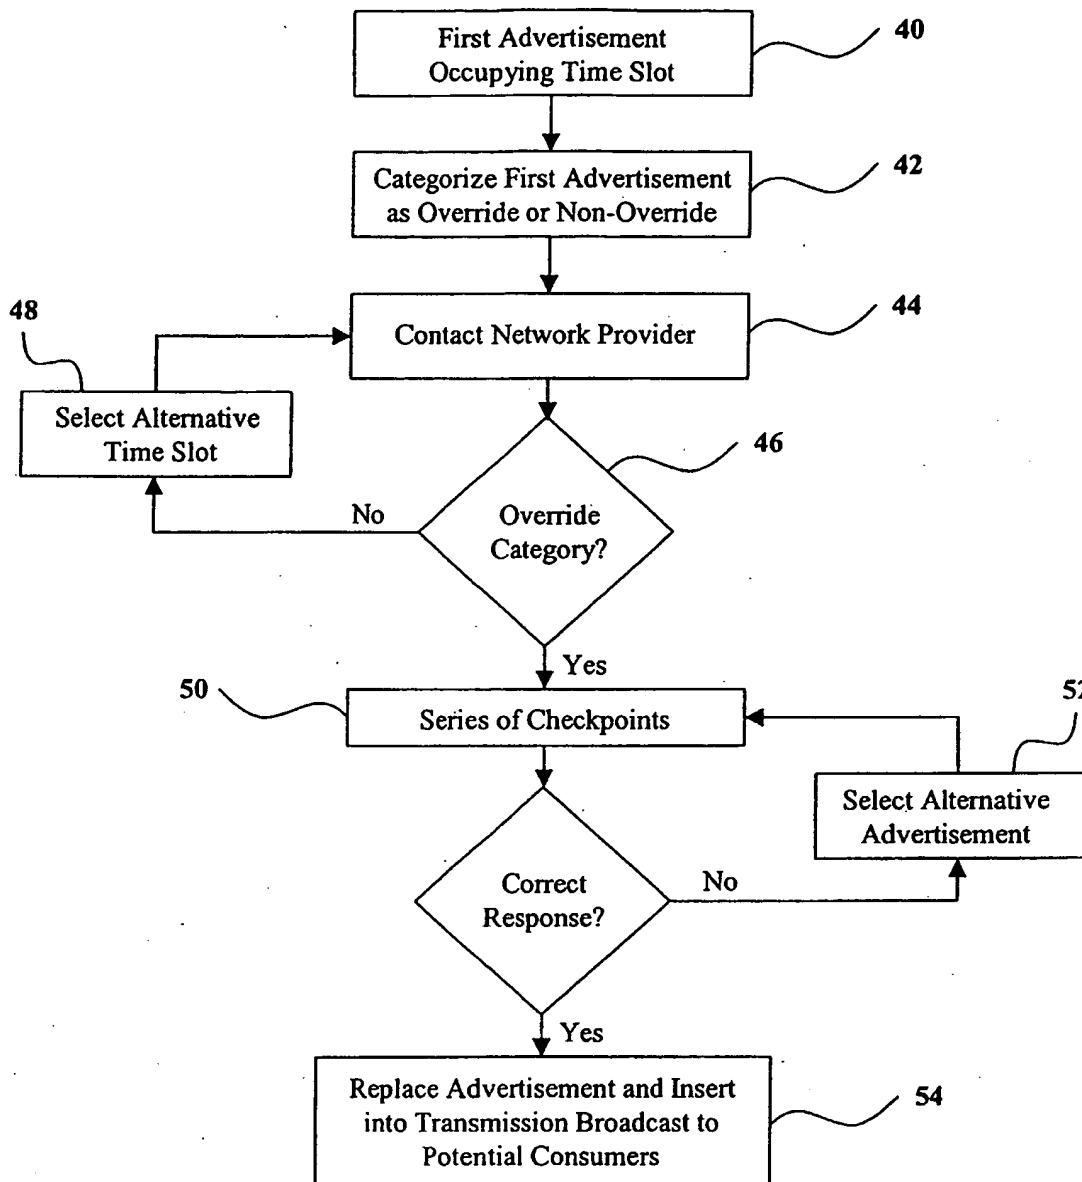 First Advertisement
Occupying Time Slot
40
Categorize First Advertisement
as Override or Non-Override
42
Contact Network Provider
44
48
Select Alternative
Time Slot
Override
Category?
46
No
Yes
50
Series of Checkpoints
52
Select Alternative
Advertisement
Correct
Response?
No
Yes
Replace Advertisement and Insert
into Transmission Broadcast to
Potential Consumers
54